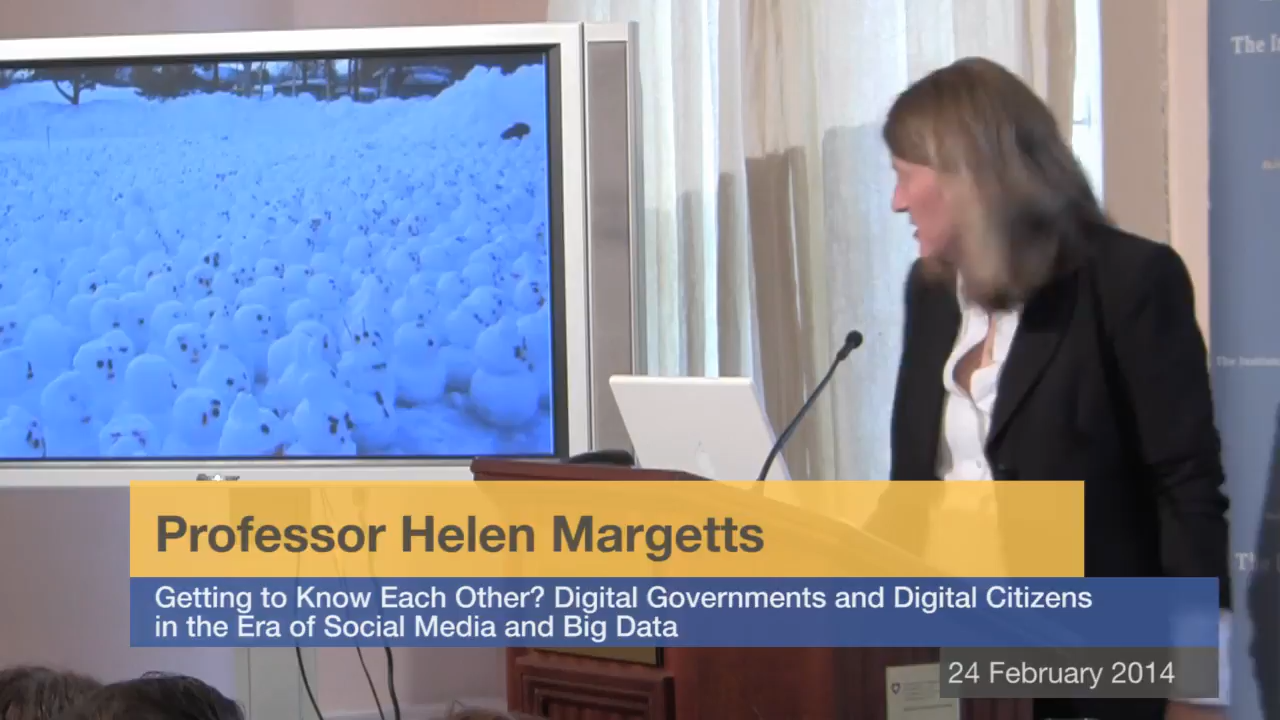 The
Professor Helen Margetts
Getting to Know Each Other? Digital Governments and Digital Citizens
in the Era of Social Media and Big Data
24 February 2014